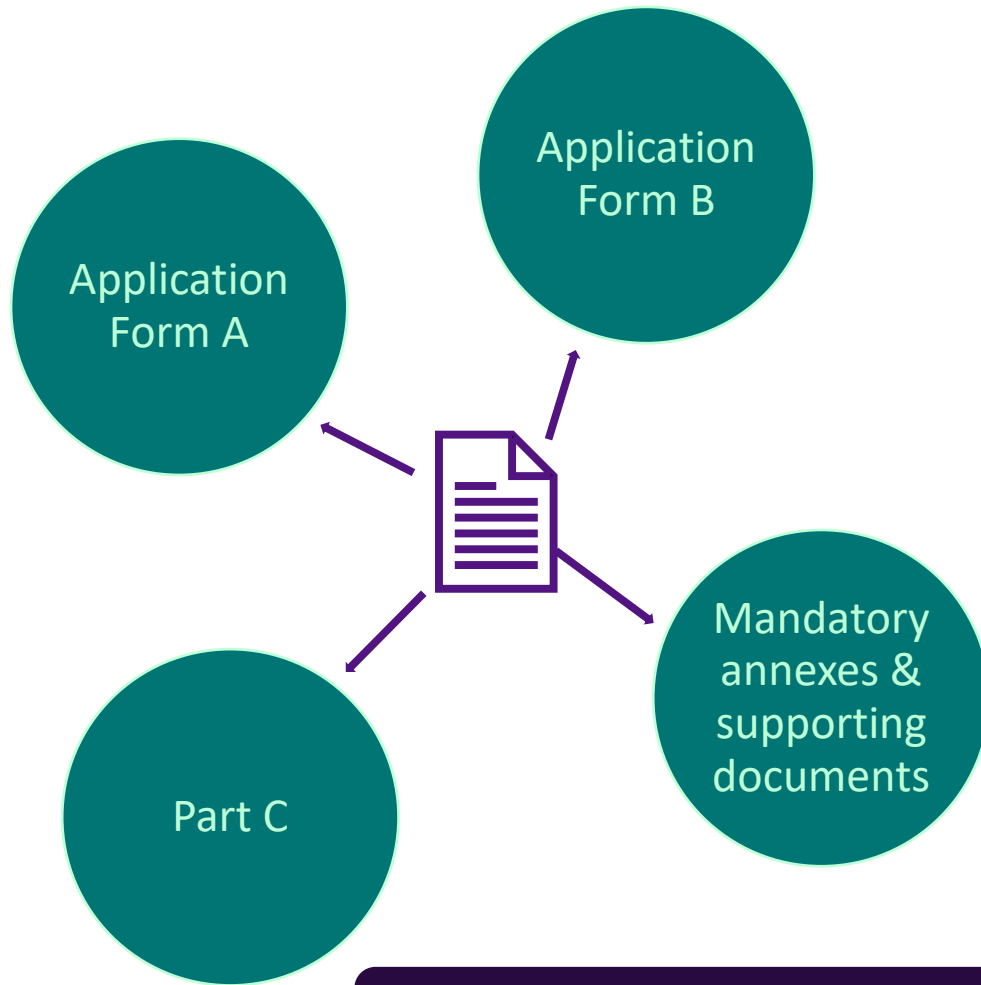 Application
Form B
Application
Form A
Mandatory
annexes &
supporting
documents
Part C